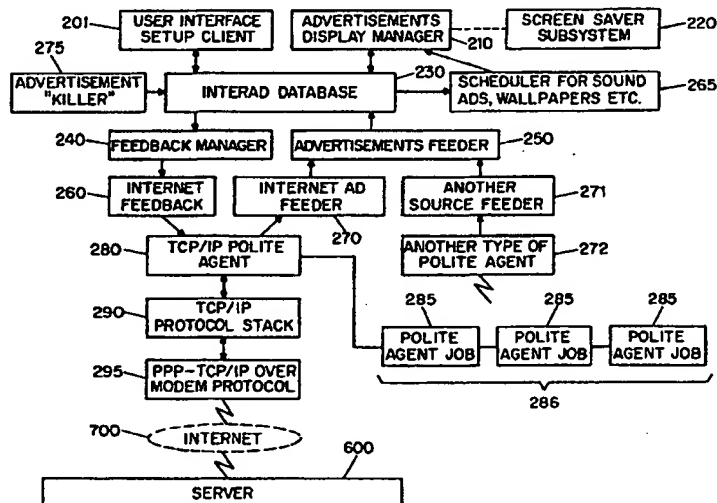 201
USER INTERFACE
SETUP CLIENT
ADVERTISEMENTS
DISPLAY MANAGER
210
SCREEN SAVER
SUBSYSTEM
220
275
ADVERTISEMENT
"KILLER"
INTERAD DATABASE
230
SCHEDULER FOR SOUND
ADS, WALLPAPERS ETC.
265
240
FEEDBACK MANAGER
ADVERTISEMENTS FEEDER
250
260
INTERNET
FEEDBACK
INTERNET AD
FEEDER
270
ANOTHER
SOURCE FEEDER
271
280
TCP/IP POLITE
AGENT
ANOTHER TYPE OF
POLITE AGENT
272
290
TCP/IP
PROTOCOL STACK
285
POLITE
AGENT JOB
285
POLITE
AGENT JOB
285
POLITE
AGENT JOB
286
295
PPP-TCP/IP OVER
MODEM PROTOCOL
700
INTERNET
600
SERVER